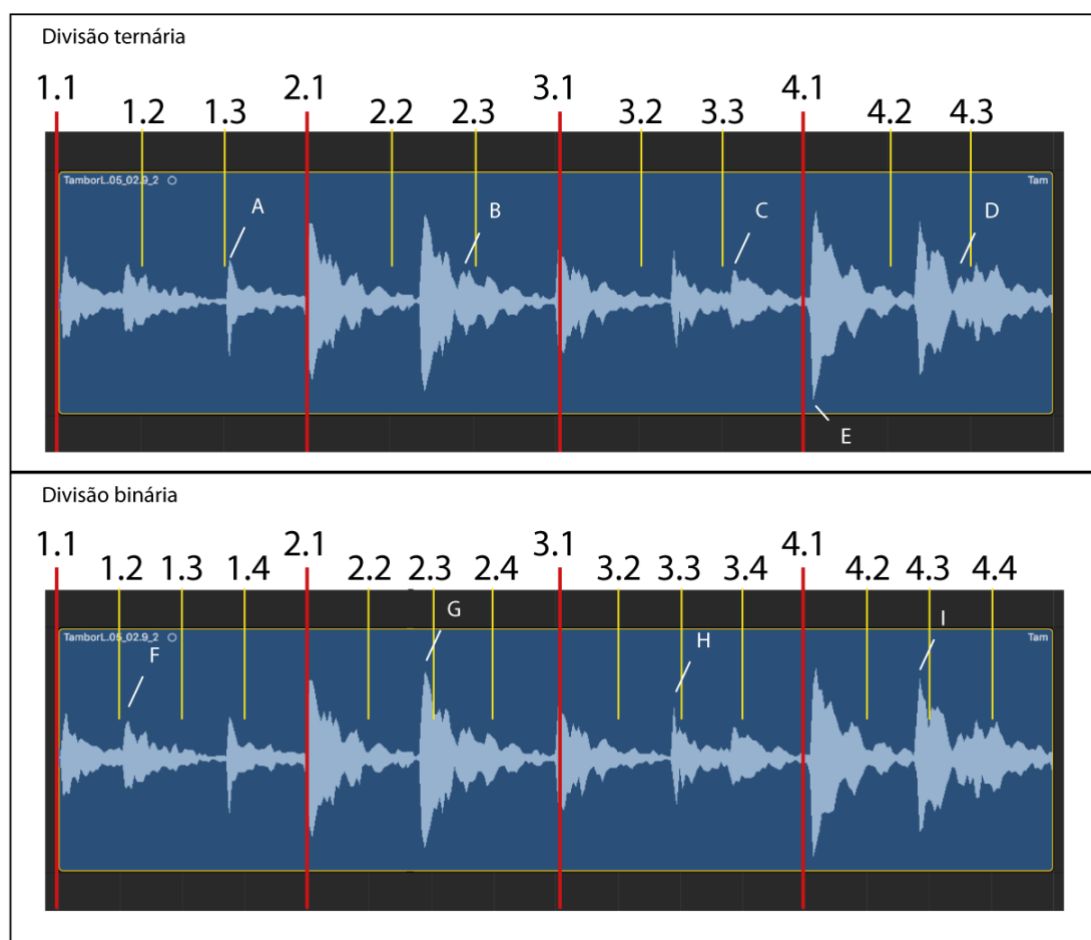 Divisão ternária
1.1 2.1 3.1 4.1
1.2 1.3 2.2 2.3 3.2 3.3 4.2 4.3
TamborL.05_02.9_2 Tam
A B C D
E
Divisão binária
1.1 2.1 3.1 4.1
1.2 1.3 1.4 2.2 2.3 2.4 3.2 3.3 3.4 4.2 4.3 4.4
TamborL.05_02.9_2 Tam
F G H I